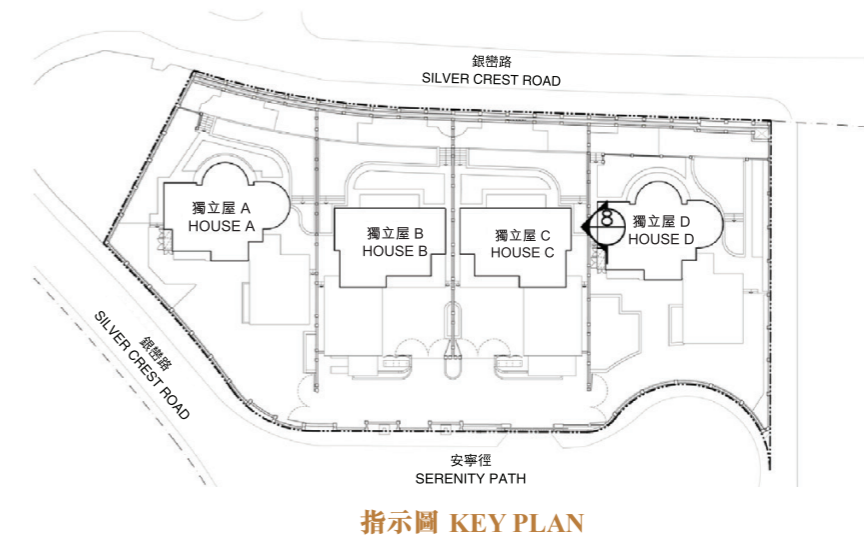 銀巒路
SILVER CREST ROAD
獨立屋 A
HOUSE A
獨立屋 B
HOUSE B
獨立屋 C
HOUSE C
8
獨立屋 D
HOUSE D
銀巒路
SILVER CREST ROAD
安寧徑
SERENITY PATH
指示圖 KEY PLAN